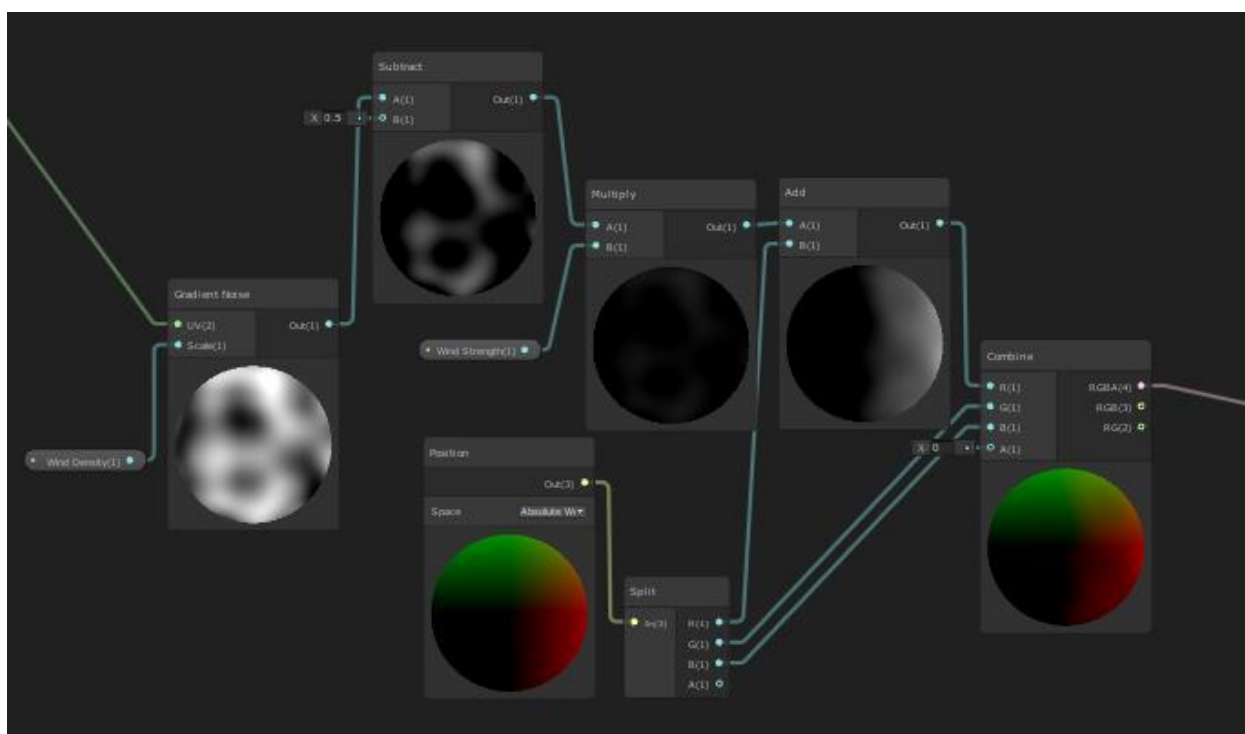 Subtract
A(1) Out(1)
X 0.5 B(1)
Multiply
A(1) Out(1)
B(1)
Add
A(1) Out(1)
B(1)
Gradient Noise
UV(2) Out(1)
Scale(1)
Wind Strength(1)
Wind Density(1)
Position
Out(3)
Space Absolute W
Split
In(3) R(1)
G(1)
B(1)
A(1)
Combine
R(1) RGBA(4)
G(1) RGB(3)
B(1) RG(2)
X 0 A(1)